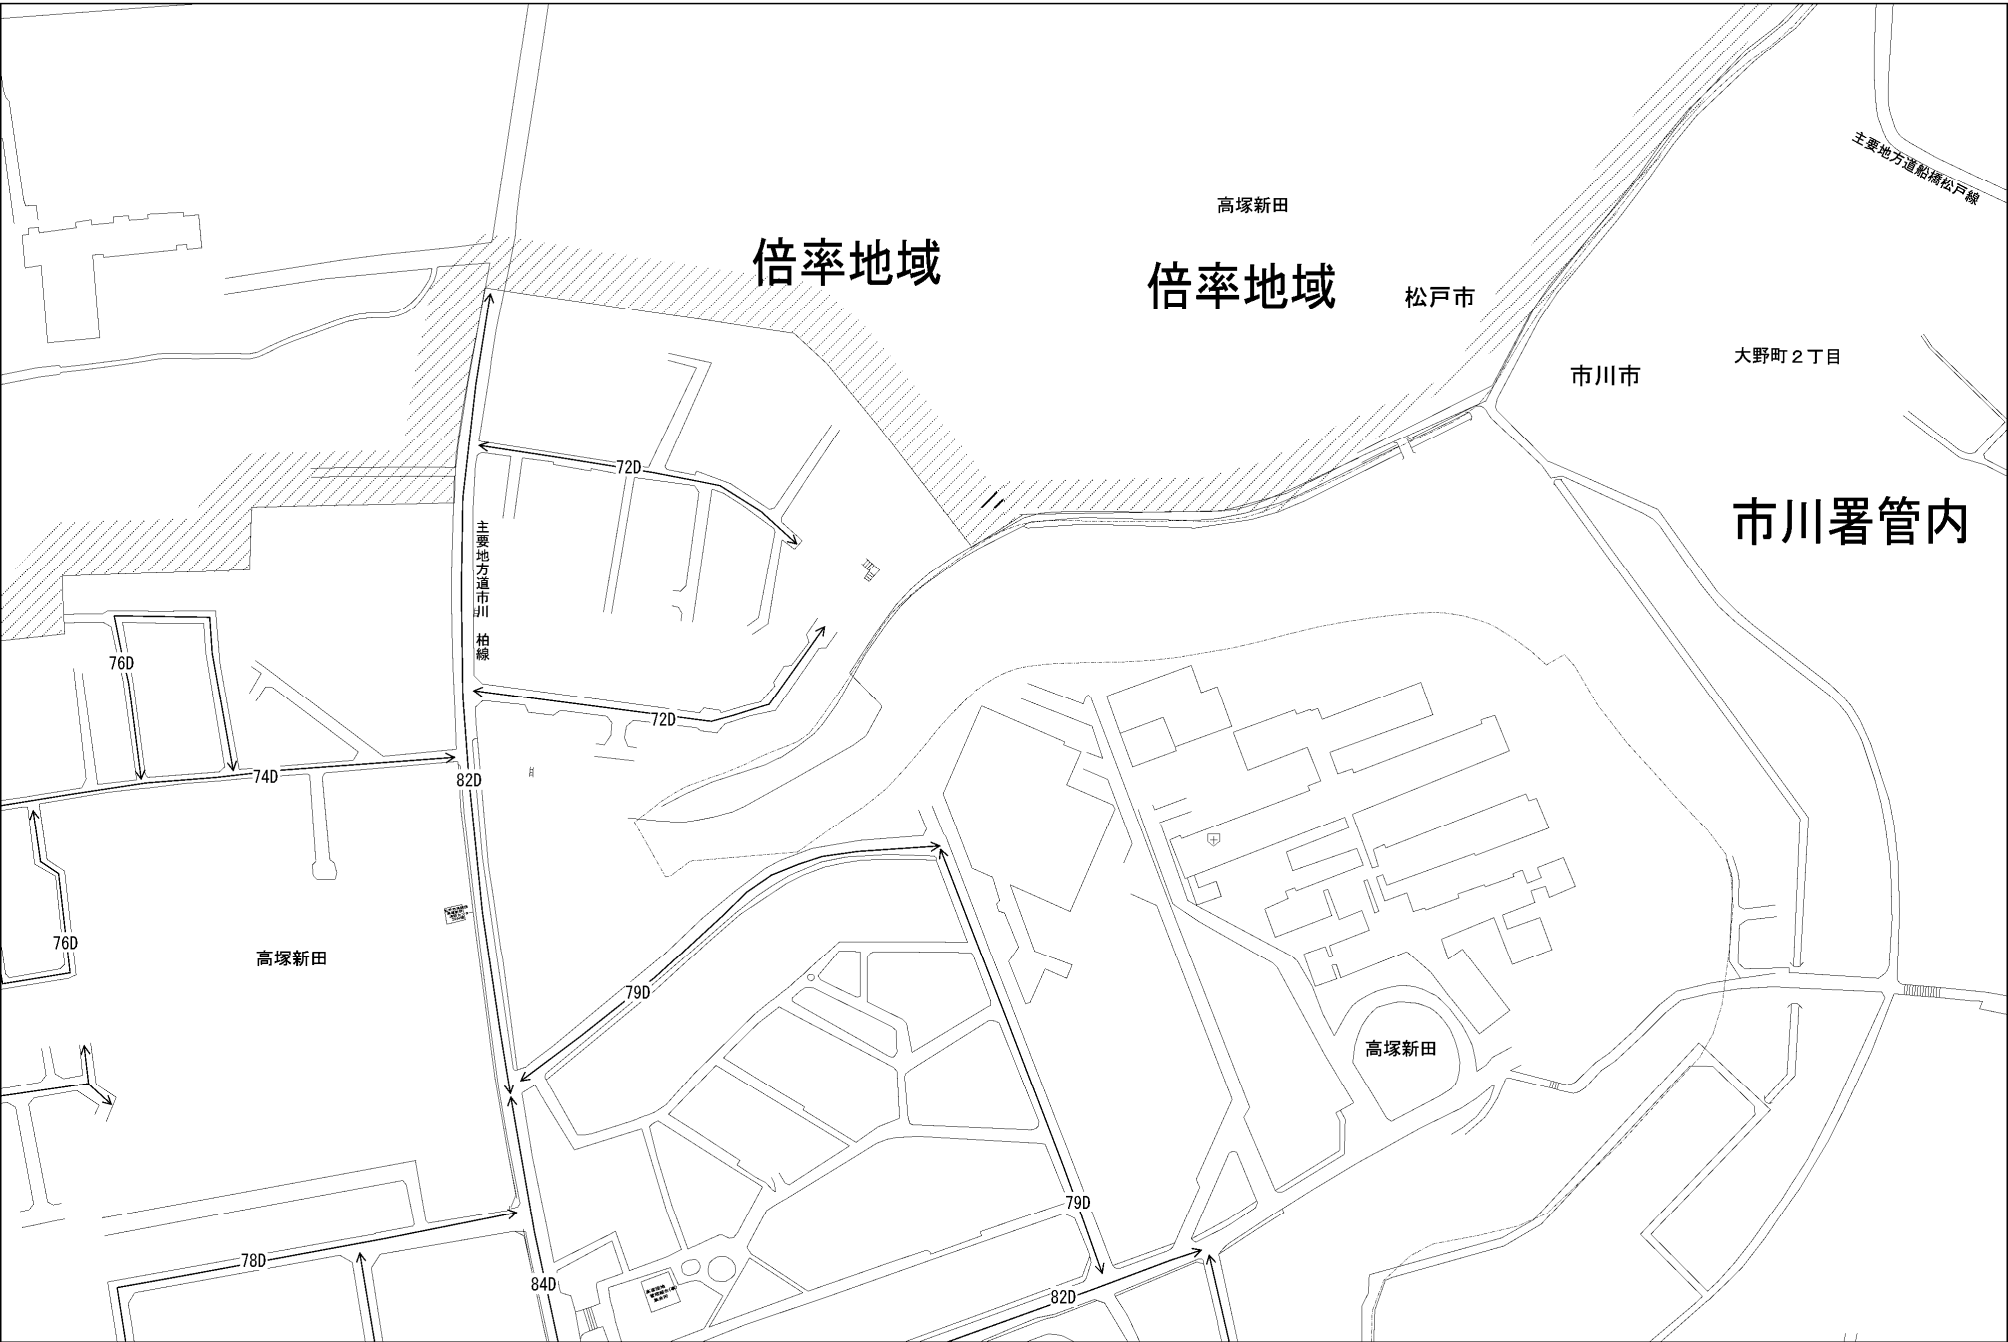 主要地方道船橋松戸線
高塚新田
倍率地域
倍率地域
松戸市
大野町２丁目
市川市
72D
市川署管内
主要地方道市川　柏線
76D
72D
74D
82D
76D
高塚新田
79D
高塚新田
79D
78D
84D
82D